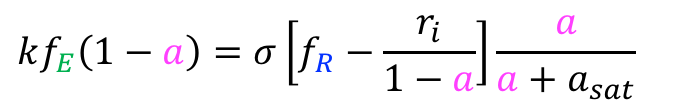 kf_E(1 − a) = σ [f_R − r_i / (1 − a)] a / (a + a_sat)